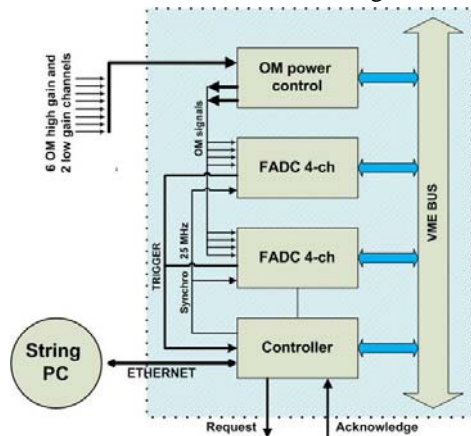 6 OM high gain and
2 low gain channels
OM power
control
OM signals
FADC 4-ch
TRIGGER
Synchro 25 MHz
FADC 4-ch
VME BUS
String
PC
ETHERNET
Controller
Request
Acknowledge